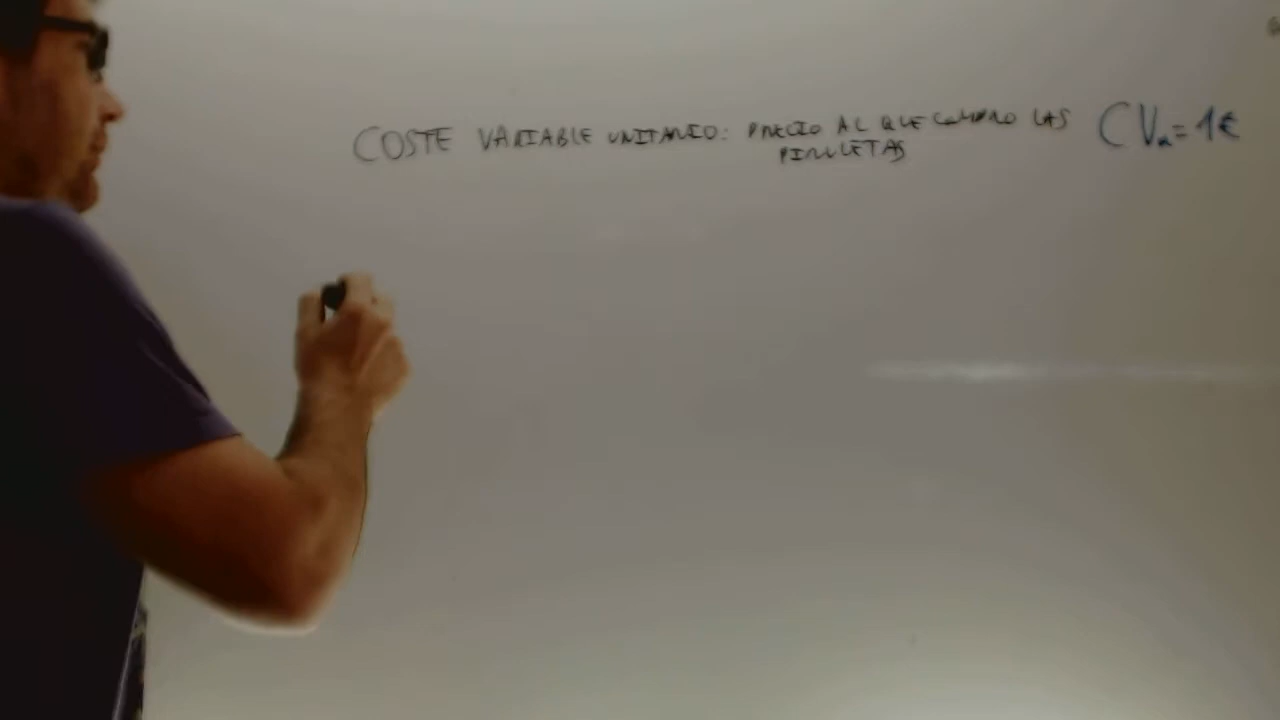 COSTE VARIABLE UNITARIO: PRECIO AL QUE COMPRO LAS CVu = 1€
PIRULETAS